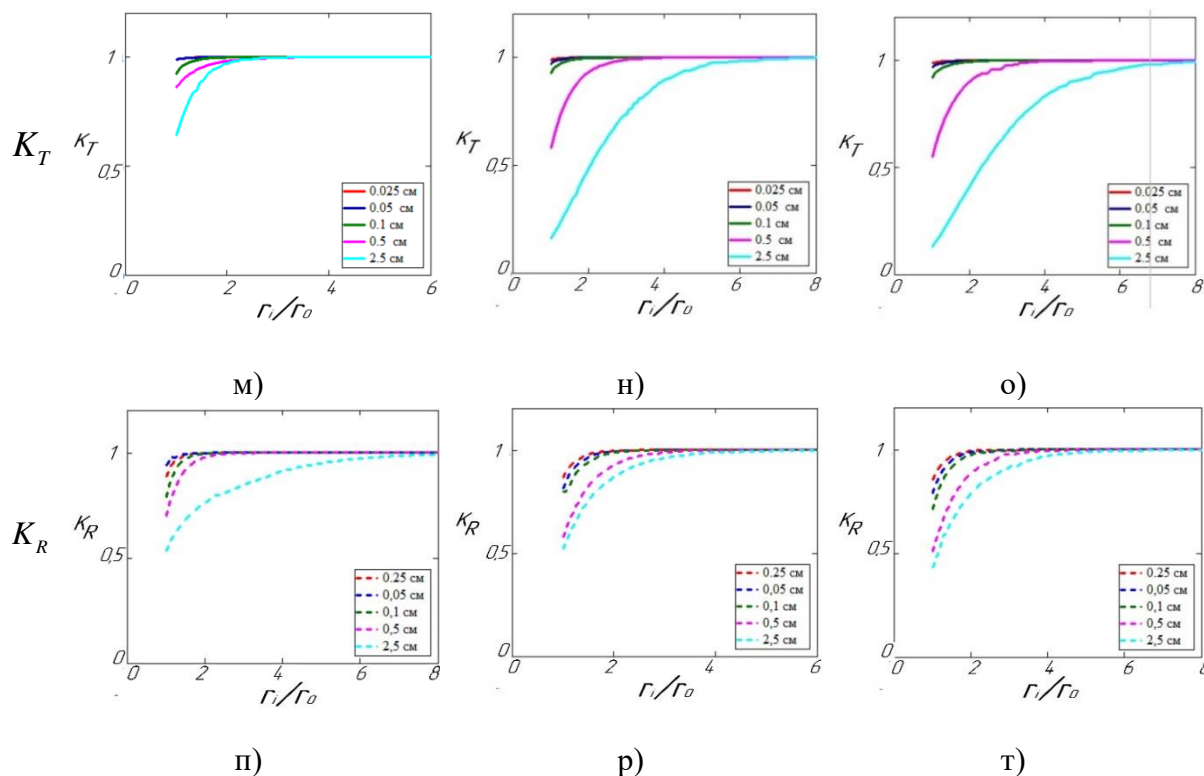 K_T
1
K_T
0,5
0
0.025 см
0.05 см
0.1 см
0.5 см
2.5 см
0 2 4 6
r_i/r_0
м)
1
K_T
0,5
0
0.025 см
0.05 см
0.1 см
0.5 см
2.5 см
0 2 4 6 8
r_i/r_0
н)
1
K_T
0,5
0
0.025 см
0.05 см
0.1 см
0.5 см
2.5 см
0 2 4 6 8
r_i/r_0
о)
K_R
1
K_R
0,5
0
0.25 см
0,05 см
0,1 см
0,5 см
2,5 см
0 2 4 6 8
r_i/r_0
п)
1
K_R
0,5
0
0.25 см
0,05 см
0,1 см
0,5 см
2,5 см
0 2 4 6
r_i/r_0
р)
1
K_R
0,5
0
0.25 см
0,05 см
0,1 см
0,5 см
2,5 см
0 2 4 6 8
r_i/r_0
т)